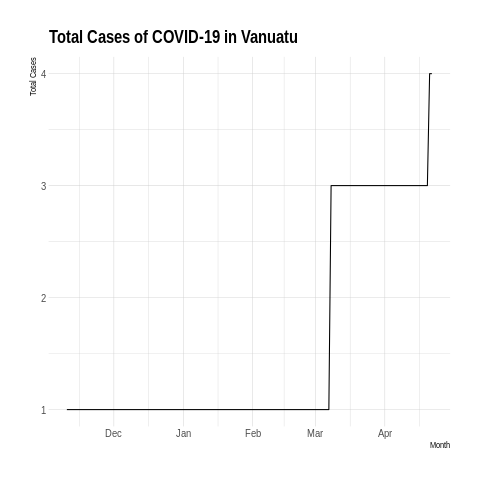 Total Cases of COVID-19 in Vanuatu
Total Cases
4
3
2
1
Dec Jan Feb Mar Apr
Month